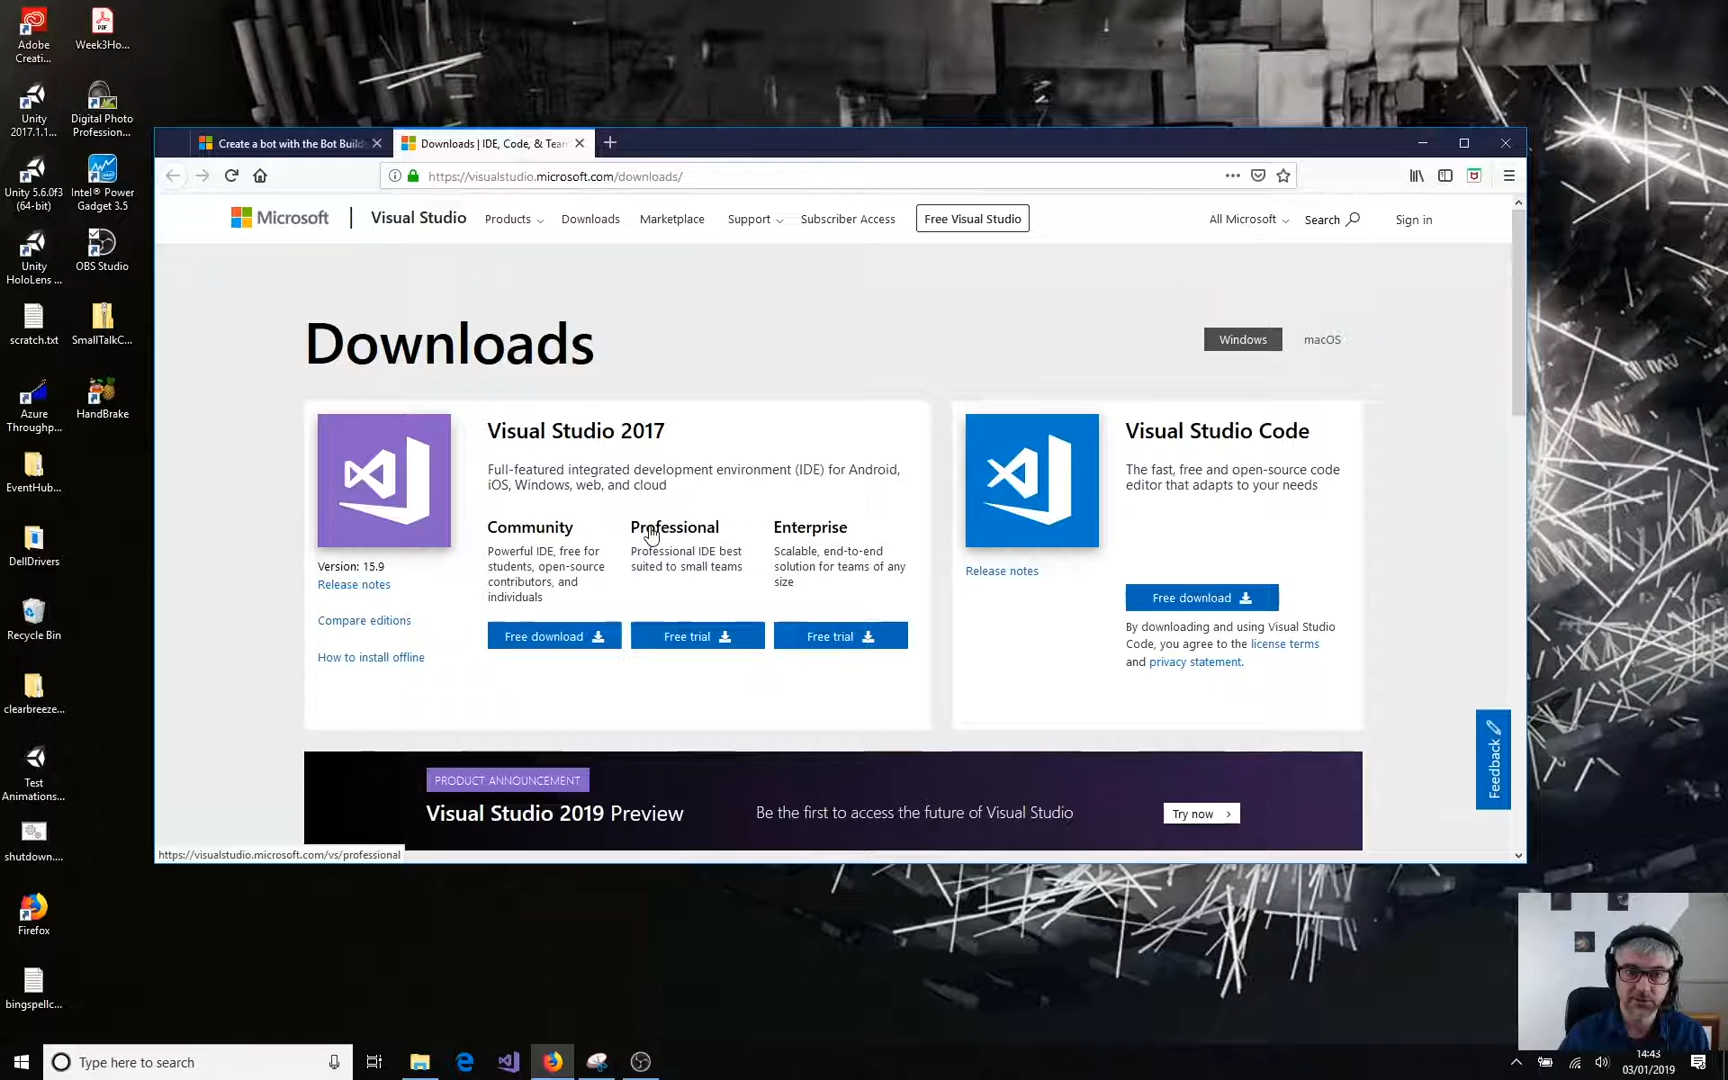 Adobe
Creati...
Week3Ho...
Unity
2017.1.1...
Digital Photo
Profession...
Unity 5.6.0f3
(64-bit)
Intel® Power
Gadget 3.5
Unity
HoloLens ...
OBS Studio
scratch.txt
SmallTalkC...
Azure
Throughp...
HandBrake
EventHub...
DellDrivers
Recycle Bin
clearbreeze...
Test
Animations...
shutdown....
Firefox
bingspellc...
Create a bot with the Bot Build
Downloads | IDE, Code, & Team
https://visualstudio.microsoft.com/downloads/
Microsoft
Visual Studio
Products
Downloads
Marketplace
Support
Subscriber Access
Free Visual Studio
All Microsoft
Search
Sign in
Downloads
Windows
macOS
Visual Studio 2017
Full-featured integrated development environment (IDE) for Android,
iOS, Windows, web, and cloud
Version: 15.9
Release notes
Compare editions
How to install offline
Community
Powerful IDE, free for
students, open-source
contributors, and
individuals
Free download
Professional
Professional IDE best
suited to small teams
Free trial
Enterprise
Scalable, end-to-end
solution for teams of any
size
Free trial
Visual Studio Code
The fast, free and open-source code
editor that adapts to your needs
Release notes
Free download
By downloading and using Visual Studio
Code, you agree to the license terms
and privacy statement.
Feedback
PRODUCT ANNOUNCEMENT
Visual Studio 2019 Preview
Be the first to access the future of Visual Studio
Try now
https://visualstudio.microsoft.com/vs/professional
Type here to search
14:43
03/01/2019